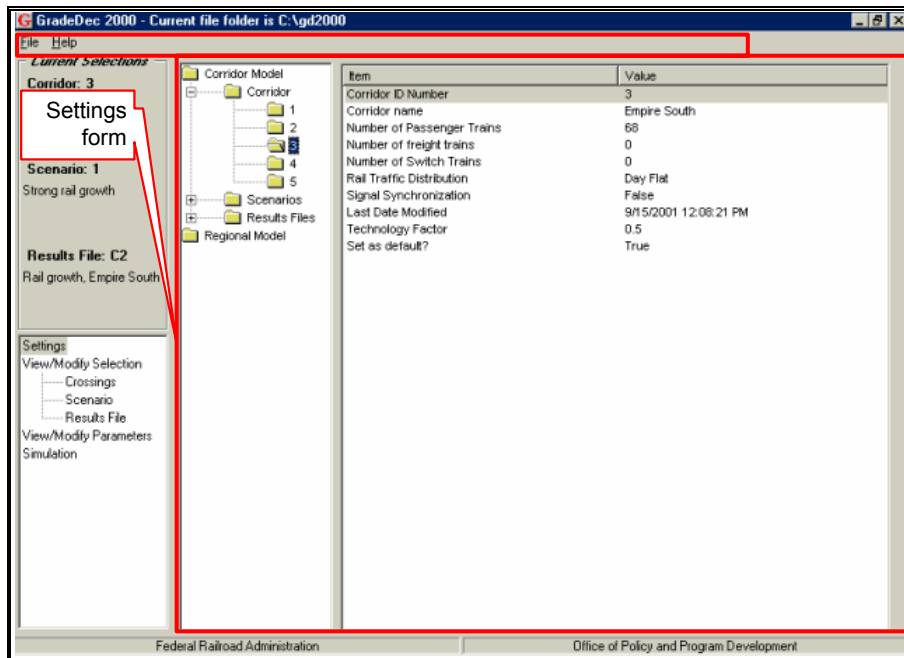 GradeDec 2000 - Current file folder is C:\gd2000
File Help
Current Selections
Corridor: 3
Settings
form
Scenario: 1
Strong rail growth
Results File: C2
Rail growth, Empire South
Settings
View/Modify Selection
Crossings
Scenario
Results File
View/Modify Parameters
Simulation
Corridor Model
Corridor
1
2
3
4
5
Scenarios
Results Files
Regional Model
Item Value
Corridor ID Number 3
Corridor name Empire South
Number of Passenger Trains 68
Number of freight trains 0
Number of Switch Trains 0
Rail Traffic Distribution Day Flat
Signal Synchronization False
Last Date Modified 9/15/2001 12:08:21 PM
Technology Factor 0.5
Set as default? True
Federal Railroad Administration Office of Policy and Program Development